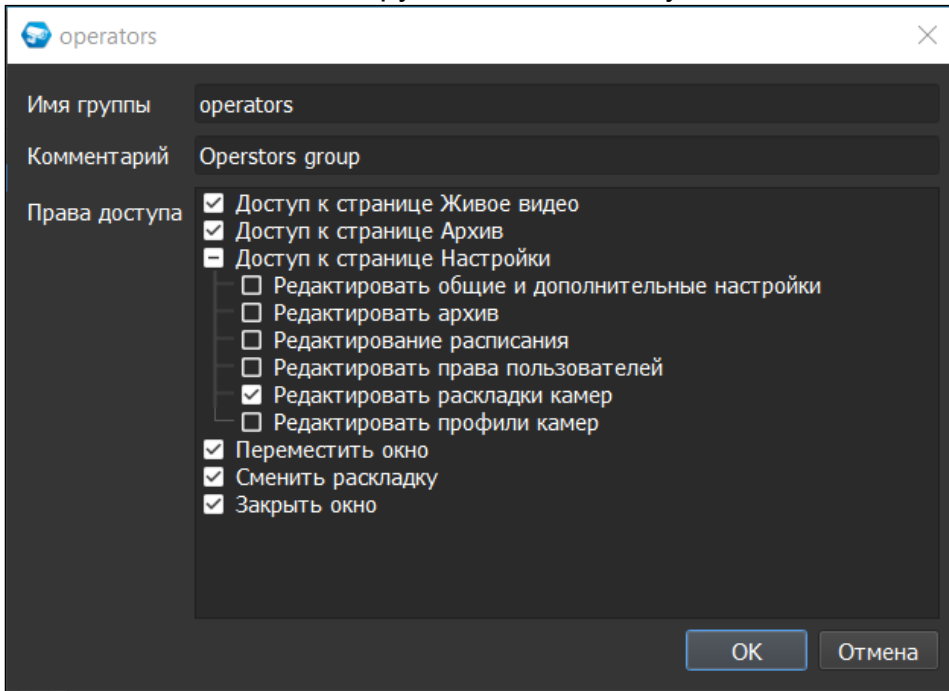 operators
Имя группы operators
Комментарий Operstors group
Права доступа
Доступ к странице Живое видео
Доступ к странице Архив
Доступ к странице Настройки
Редактировать общие и дополнительные настройки
Редактировать архив
Редактирование расписания
Редактировать права пользователей
Редактировать раскладки камер
Редактировать профили камер
Переместить окно
Сменить раскладку
Закрыть окно
OK Отмена